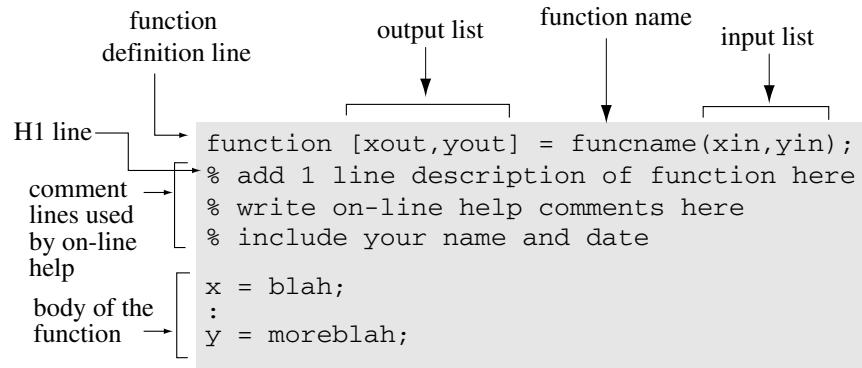 function
definition line
output list
function name
input list
H1 line
function [xout,yout] = funcname(xin,yin);
% add 1 line description of function here
% write on-line help comments here
% include your name and date
comment
lines used
by on-line
help
x = blah;
:
y = moreblah;
body of the
function